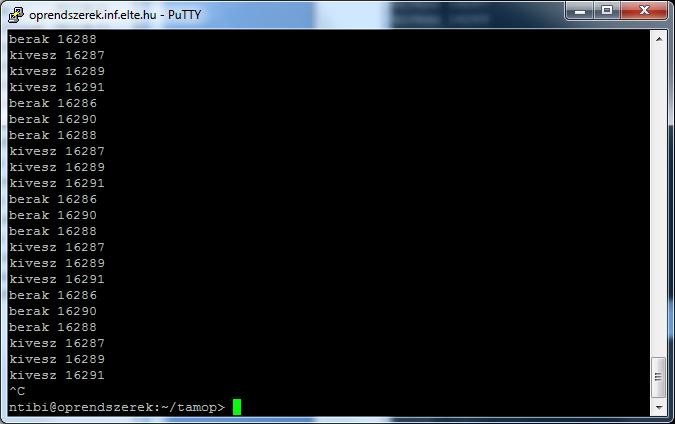 oprendszerek.inf.elte.hu - PuTTY
berak 16288
kivesz 16287
kivesz 16289
kivesz 16291
berak 16286
berak 16290
berak 16288
kivesz 16287
kivesz 16289
kivesz 16291
berak 16286
berak 16290
berak 16288
kivesz 16287
kivesz 16289
kivesz 16291
berak 16286
berak 16290
berak 16288
kivesz 16287
kivesz 16289
kivesz 16291
^C
ntibi@oprendszerek:~/tamop>